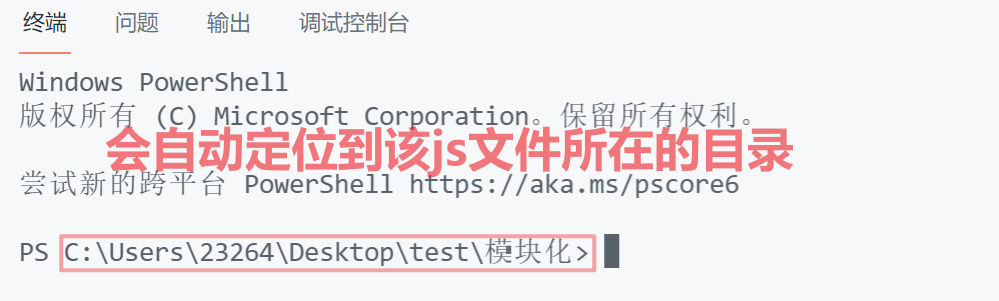 终端 问题 输出 调试控制台
Windows PowerShell
版权所有 (C) Microsoft Corporation。保留所有权利。
会自动定位到该js文件所在的目录
尝试新的跨平台 PowerShell https://aka.ms/pscore6
PS C:\Users\23264\Desktop\test\模块化>